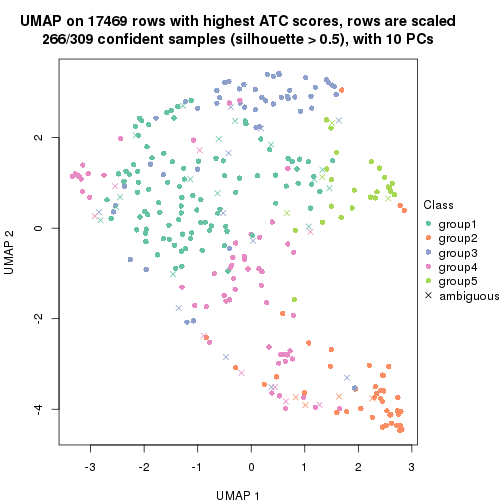 UMAP on 17469 rows with highest ATC scores, rows are scaled
266/309 confident samples (silhouette > 0.5), with 10 PCs
2
0
-2
-4
UMAP 2
-3
-2
-1
0
1
2
3
UMAP 1
Class
group1
group2
group3
group4
group5
ambiguous